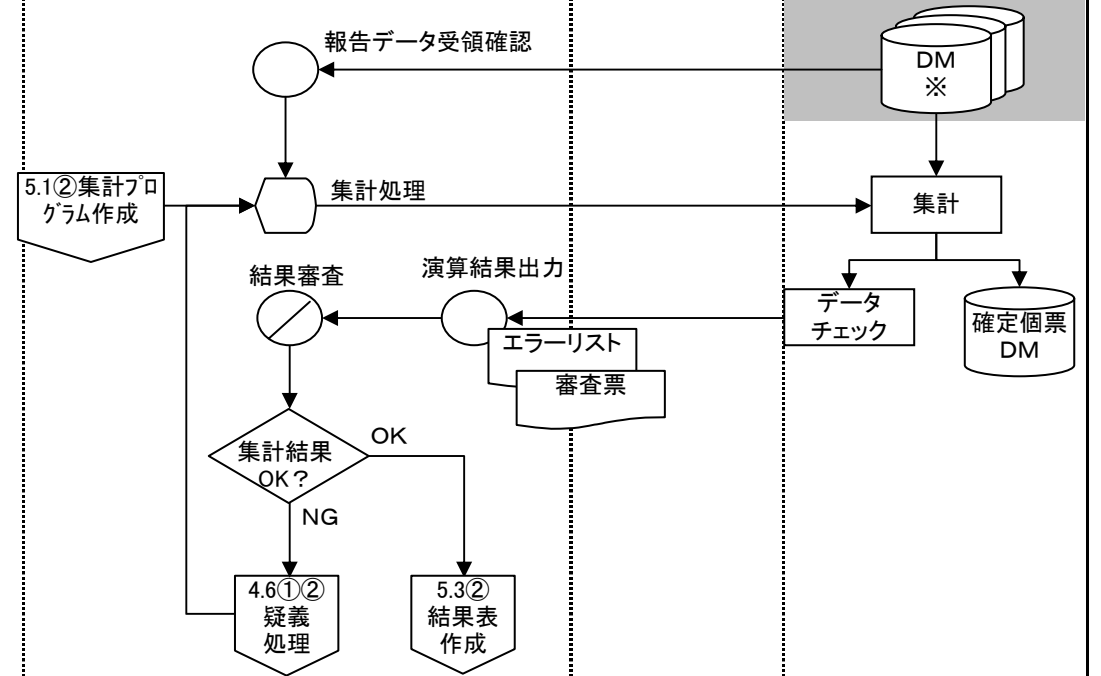 報告データ受領確認
DM
※
5.1②集計ﾌﾟﾛ
ｸﾞﾗﾑ作成
集計処理
集計
結果審査
演算結果出力
データ
チェック
確定個票
DM
エラーリスト
審査票
集計結果
OK？
OK
NG
4.6①②
疑義
処理
5.3②
結果表
作成